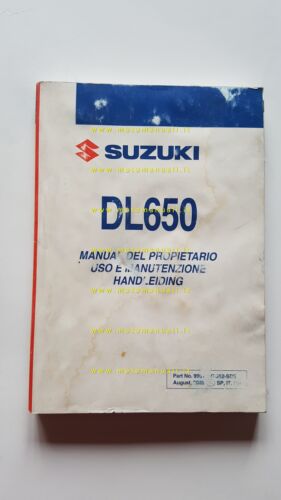 SUZUKI
DL650
MANUAL DEL PROPIETARIO
USO E MANUTENZIONE
HANDLEIDING
Part No.
August,